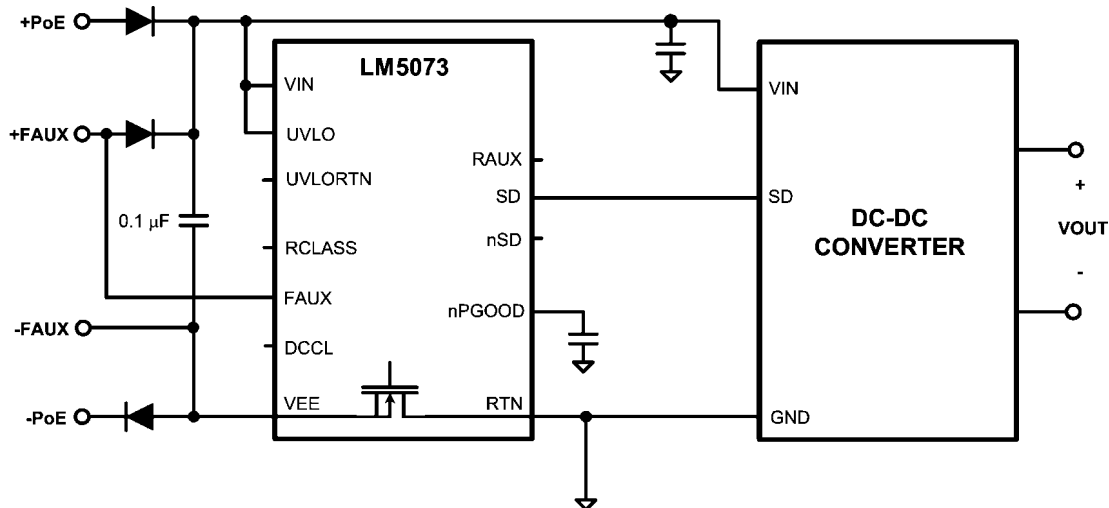 +PoE
LM5073
VIN
VIN
+FAUX
UVLO
RAUX
UVLORTN
SD
SD
0.1 µF
DC-DC
CONVERTER
+
VOUT
-
nSD
RCLASS
FAUX
nPGOOD
-FAUX
DCCL
-PoE
VEE
RTN
GND